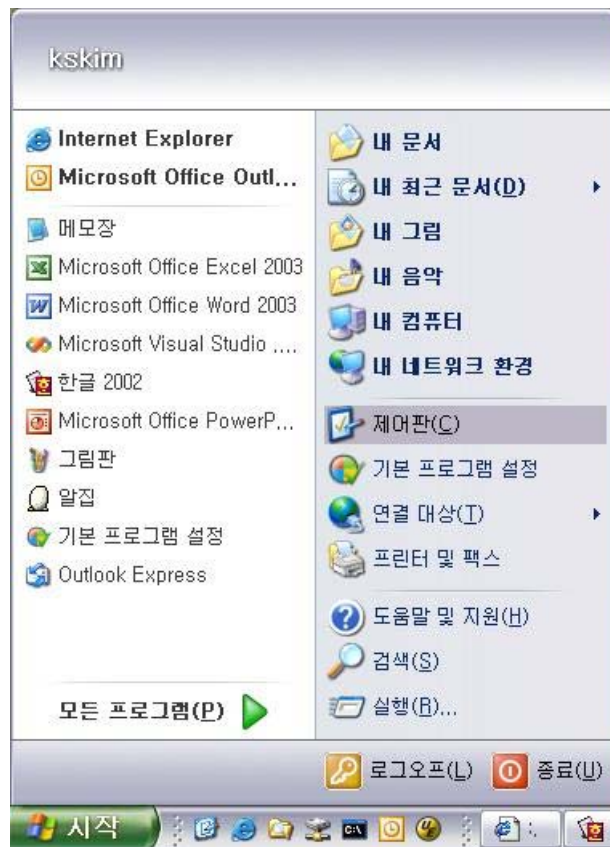 kskim
Internet Explorer
Microsoft Office Outl...
메모장
Microsoft Office Excel 2003
Microsoft Office Word 2003
Microsoft Visual Studio ....
한글 2002
Microsoft Office PowerP...
그림판
알집
기본 프로그램 설정
Outlook Express
모든 프로그램(P)
내 문서
내 최근 문서(D)
내 그림
내 음악
내 컴퓨터
내 네트워크 환경
제어판(C)
기본 프로그램 설정
연결 대상(T)
프린터 및 팩스
도움말 및 지원(H)
검색(S)
실행(R)...
로그오프(L)
종료(U)
시작